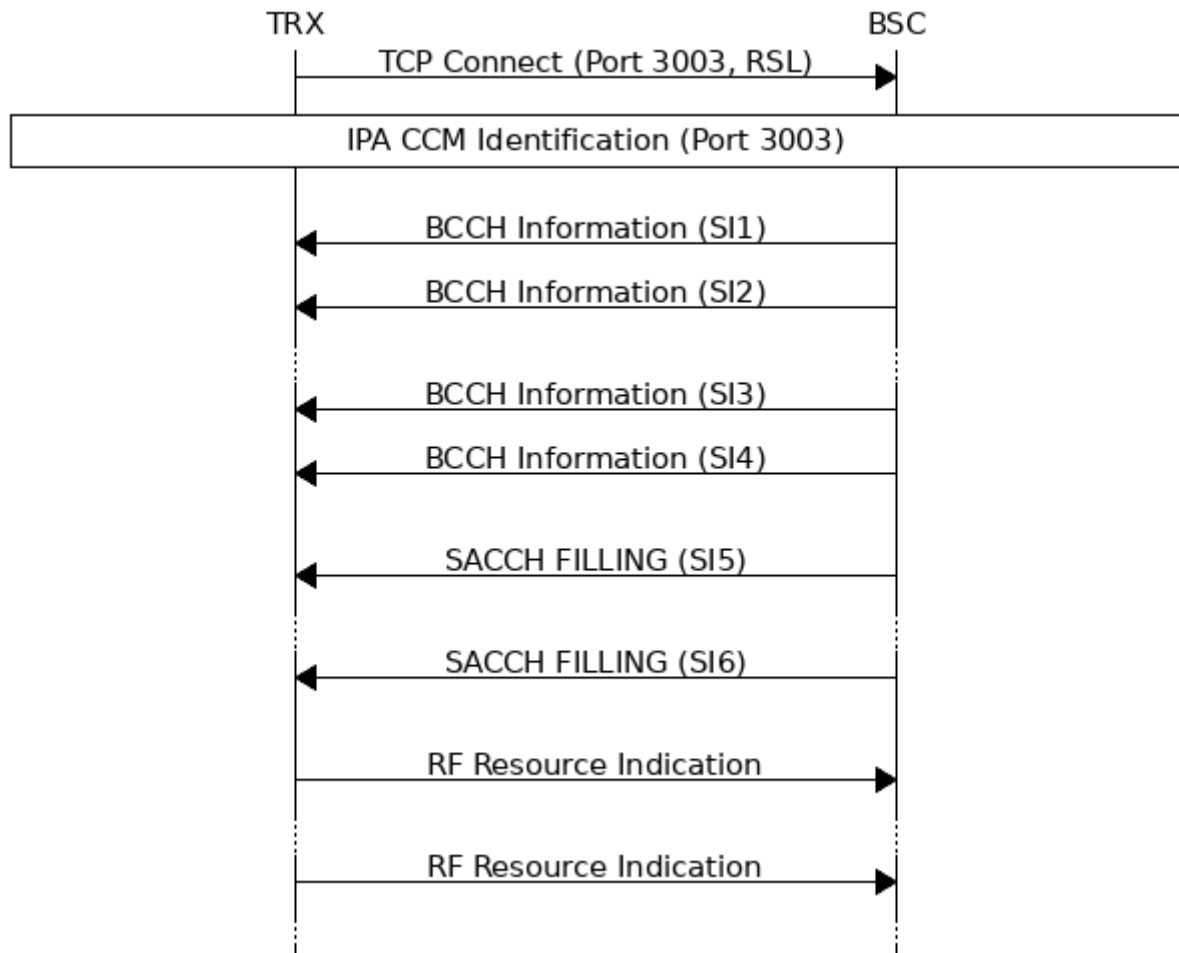 TRX
BSC
TCP Connect (Port 3003, RSL)
IPA CCM Identification (Port 3003)
BCCH Information (SI1)
BCCH Information (SI2)
BCCH Information (SI3)
BCCH Information (SI4)
SACCH FILLING (SI5)
SACCH FILLING (SI6)
RF Resource Indication
RF Resource Indication